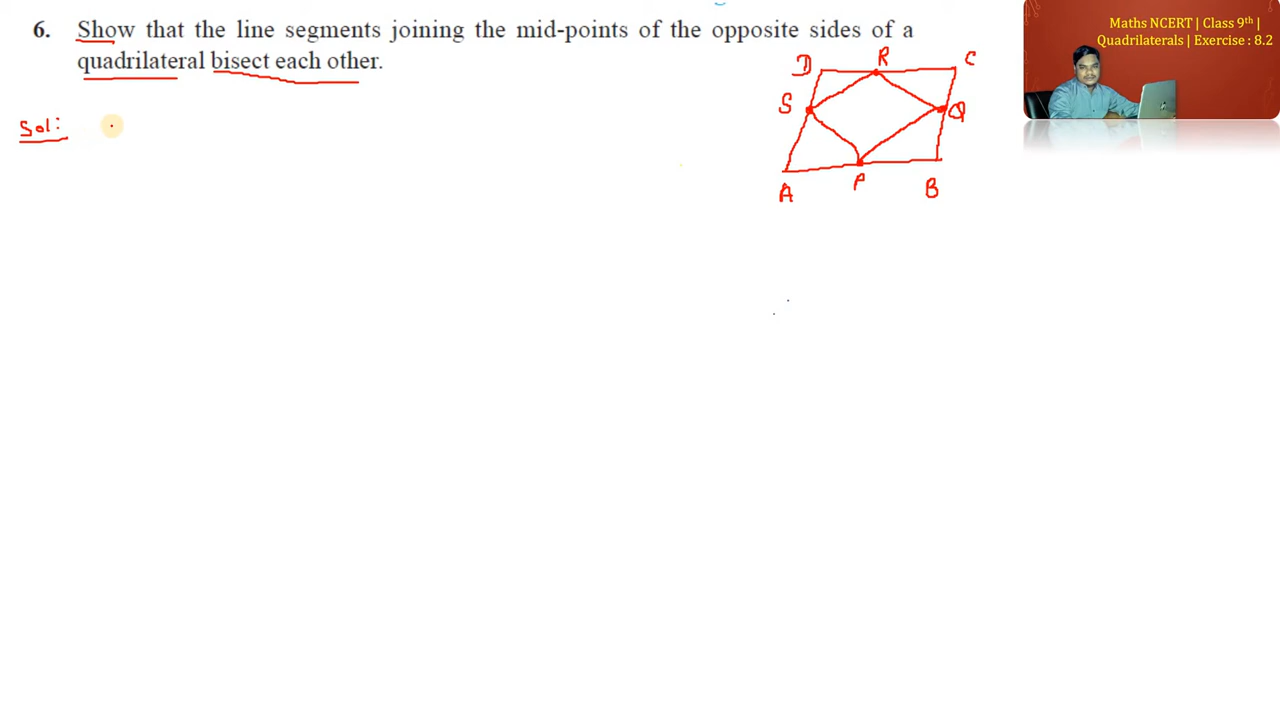 6. Show that the line segments joining the mid-points of the opposite sides of a
quadrilateral bisect each other.
Maths NCERT | Class 9th |
Quadrilaterals | Exercise : 8.2
Sol:
D R C
S Q
A P B